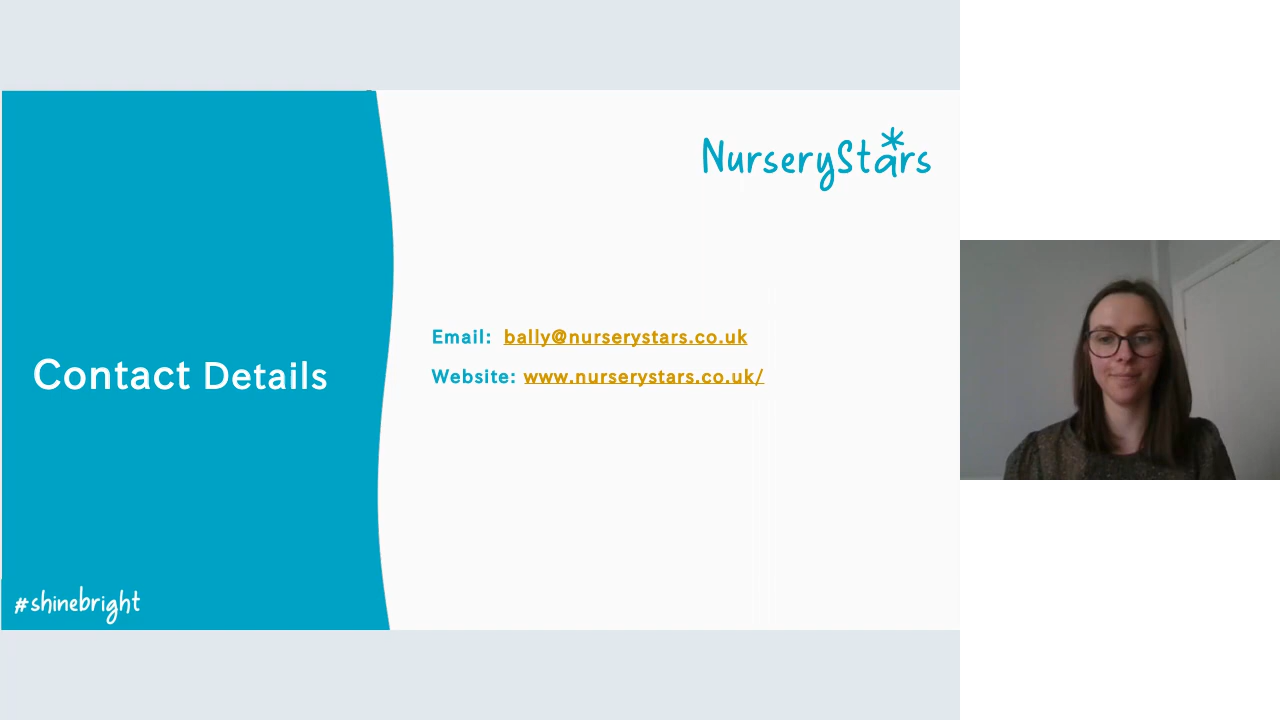 NurseryStars
Email: bally@nurserystars.co.uk
Website: www.nurserystars.co.uk/
Contact Details
#shinebright